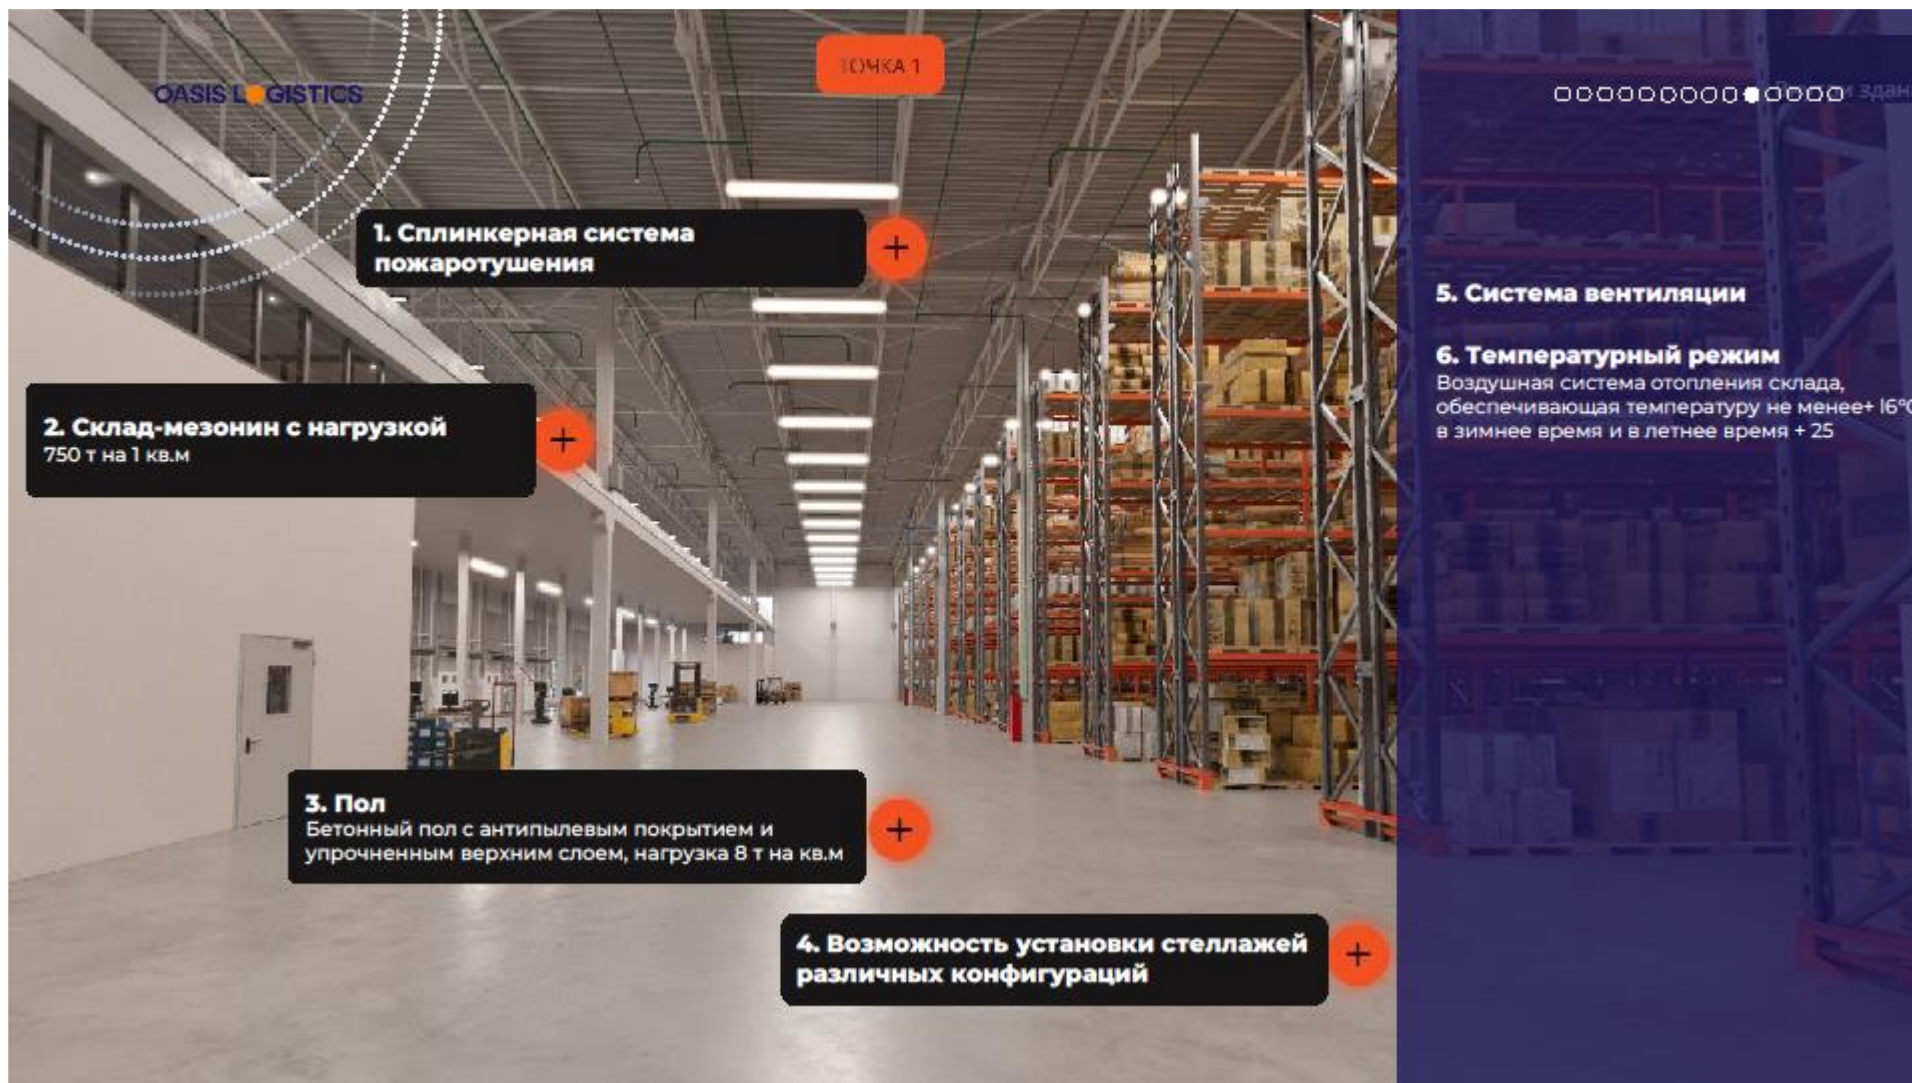 ТОЧКА 1
OASIS LOGISTICS
1. Сплинкерная система
пожаротушения
2. Склад-мезонин с нагрузкой
750 т на 1 кв.м
3. Пол
Бетонный пол с антипылевым покрытием и
упрочненным верхним слоем, нагрузка 8 т на кв.м
4. Возможность установки стеллажей
различных конфигураций
5. Система вентиляции
6. Температурный режим
Воздушная система отопления склада,
обеспечивающая температуру не менее+ l6°C
в зимнее время и в летнее время + 25